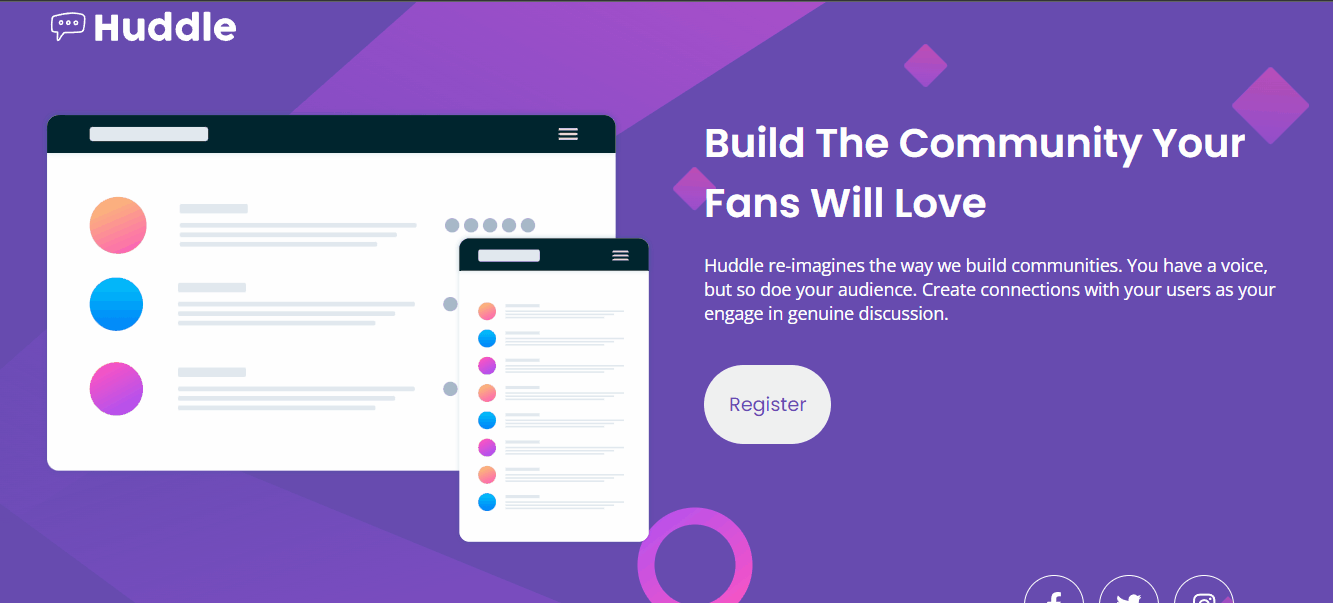 Huddle
Build The Community Your
Fans Will Love
Huddle re-imagines the way we build communities. You have a voice,
but so doe your audience. Create connections with your users as your
engage in genuine discussion.
Register